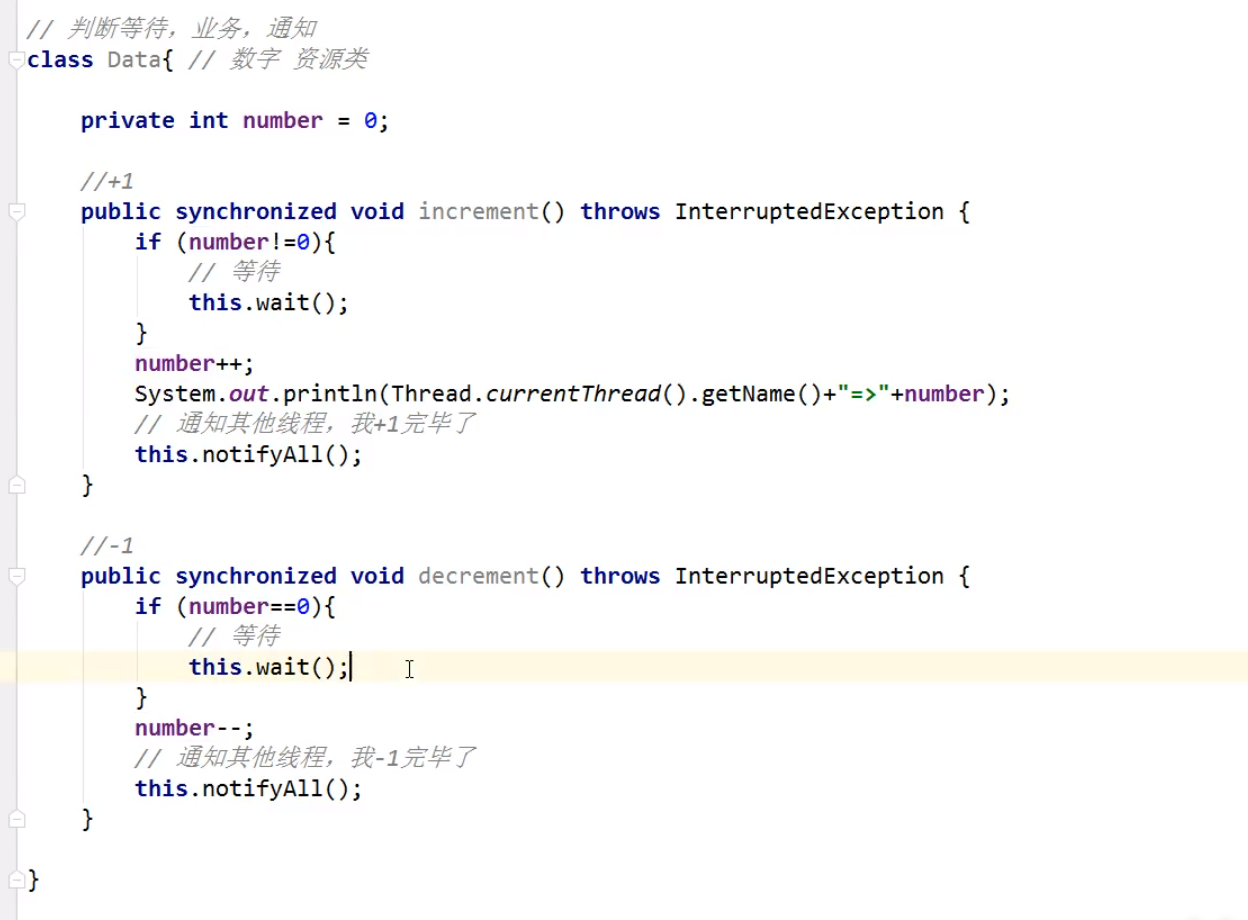 // 判断等待，业务，通知
class Data{ // 数字 资源类
private int number = 0;
//+1
public synchronized void increment() throws InterruptedException {
if (number!=0){
// 等待
this.wait();
}
number++;
System.out.println(Thread.currentThread().getName()+"=>"+number);
// 通知其他线程，我+1完毕了
this.notifyAll();
}
//-1
public synchronized void decrement() throws InterruptedException {
if (number==0){
// 等待
this.wait();
}
number--;
// 通知其他线程，我-1完毕了
this.notifyAll();
}
}